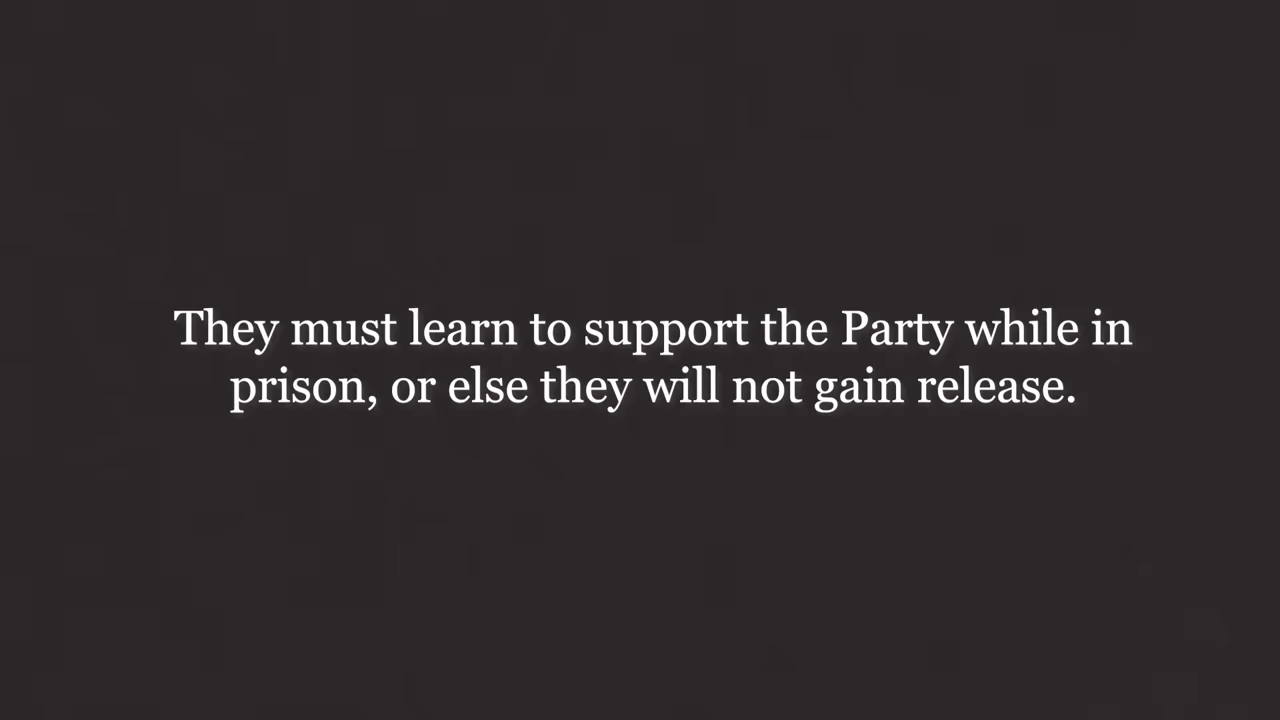 They must learn to support the Party while in
prison, or else they will not gain release.